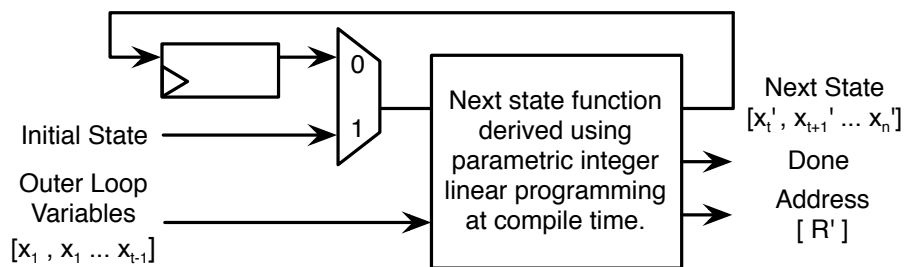 0
1
Initial State
Outer Loop
Variables
[x₁ , x₁ ... xₜ₋₁]
Next state function
derived using
parametric integer
linear programming
at compile time.
Next State
[xₜ' , xₜ₊₁' ... xₙ']
Done
Address
[ R' ]